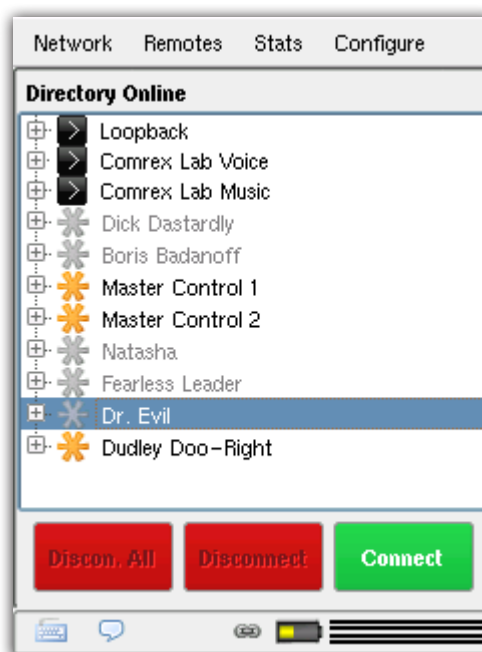 Network Remotes Stats Configure
Directory Online
Loopback
Comrex Lab Voice
Comrex Lab Music
Dick Dastardly
Boris Badanoff
Master Control 1
Master Control 2
Natasha
Fearless Leader
Dr. Evil
Dudley Doo-Right
Discon. All Disconnect Connect